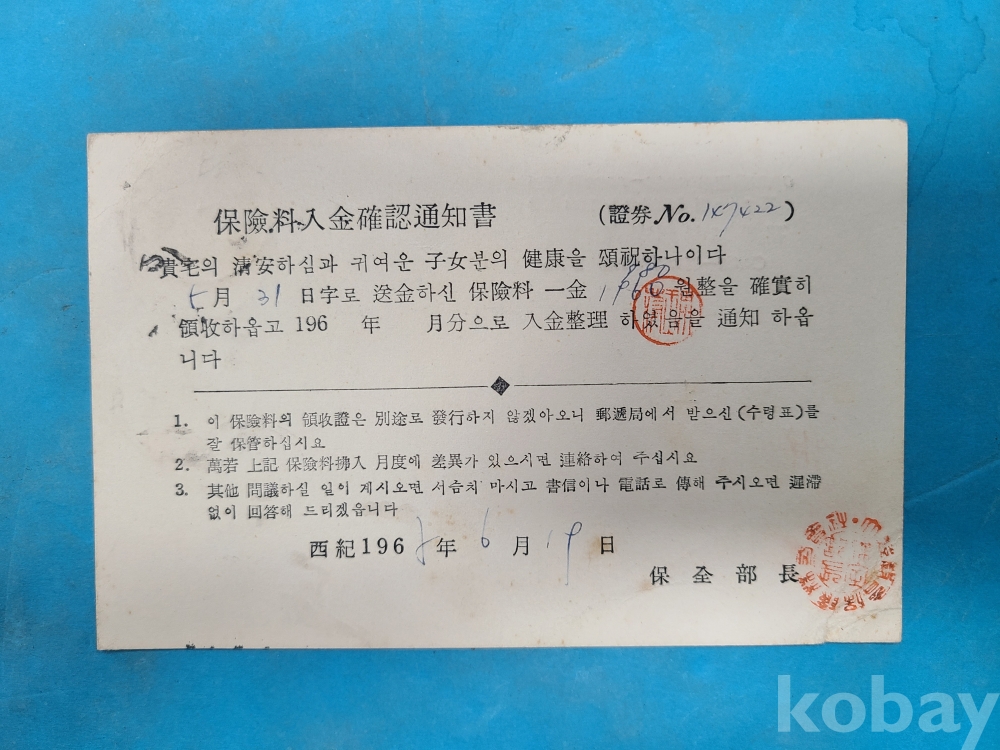 保險料入金確認通知書 (證券 No. 147422)
貴宅의 淸安하심과 귀여운 子女분의 健康을 頌祝하나이다
5月 31 日字로 送金하신 保險料 一金 원整을 確實히
領收하옵고 196 年 月分으로 入金整理 하였음을 通知 하옵
니다
1. 이 保險料의 領收證은 別途로 發行하지 않겠아오니 郵遞局에서 받으신 (수령표)를
잘 保管하십시요
2. 萬若 上記 保險料拂入 月度에 差異가 있으시면 連絡하여 주십시요
3. 其他 問議하실 일이 계시오면 서슴치 마시고 書信이나 電話로 傳해 주시오면 遲滯
없이 回答해 드리겠읍니다
西紀 196 年 6 月 19 日
保全部長
kobay